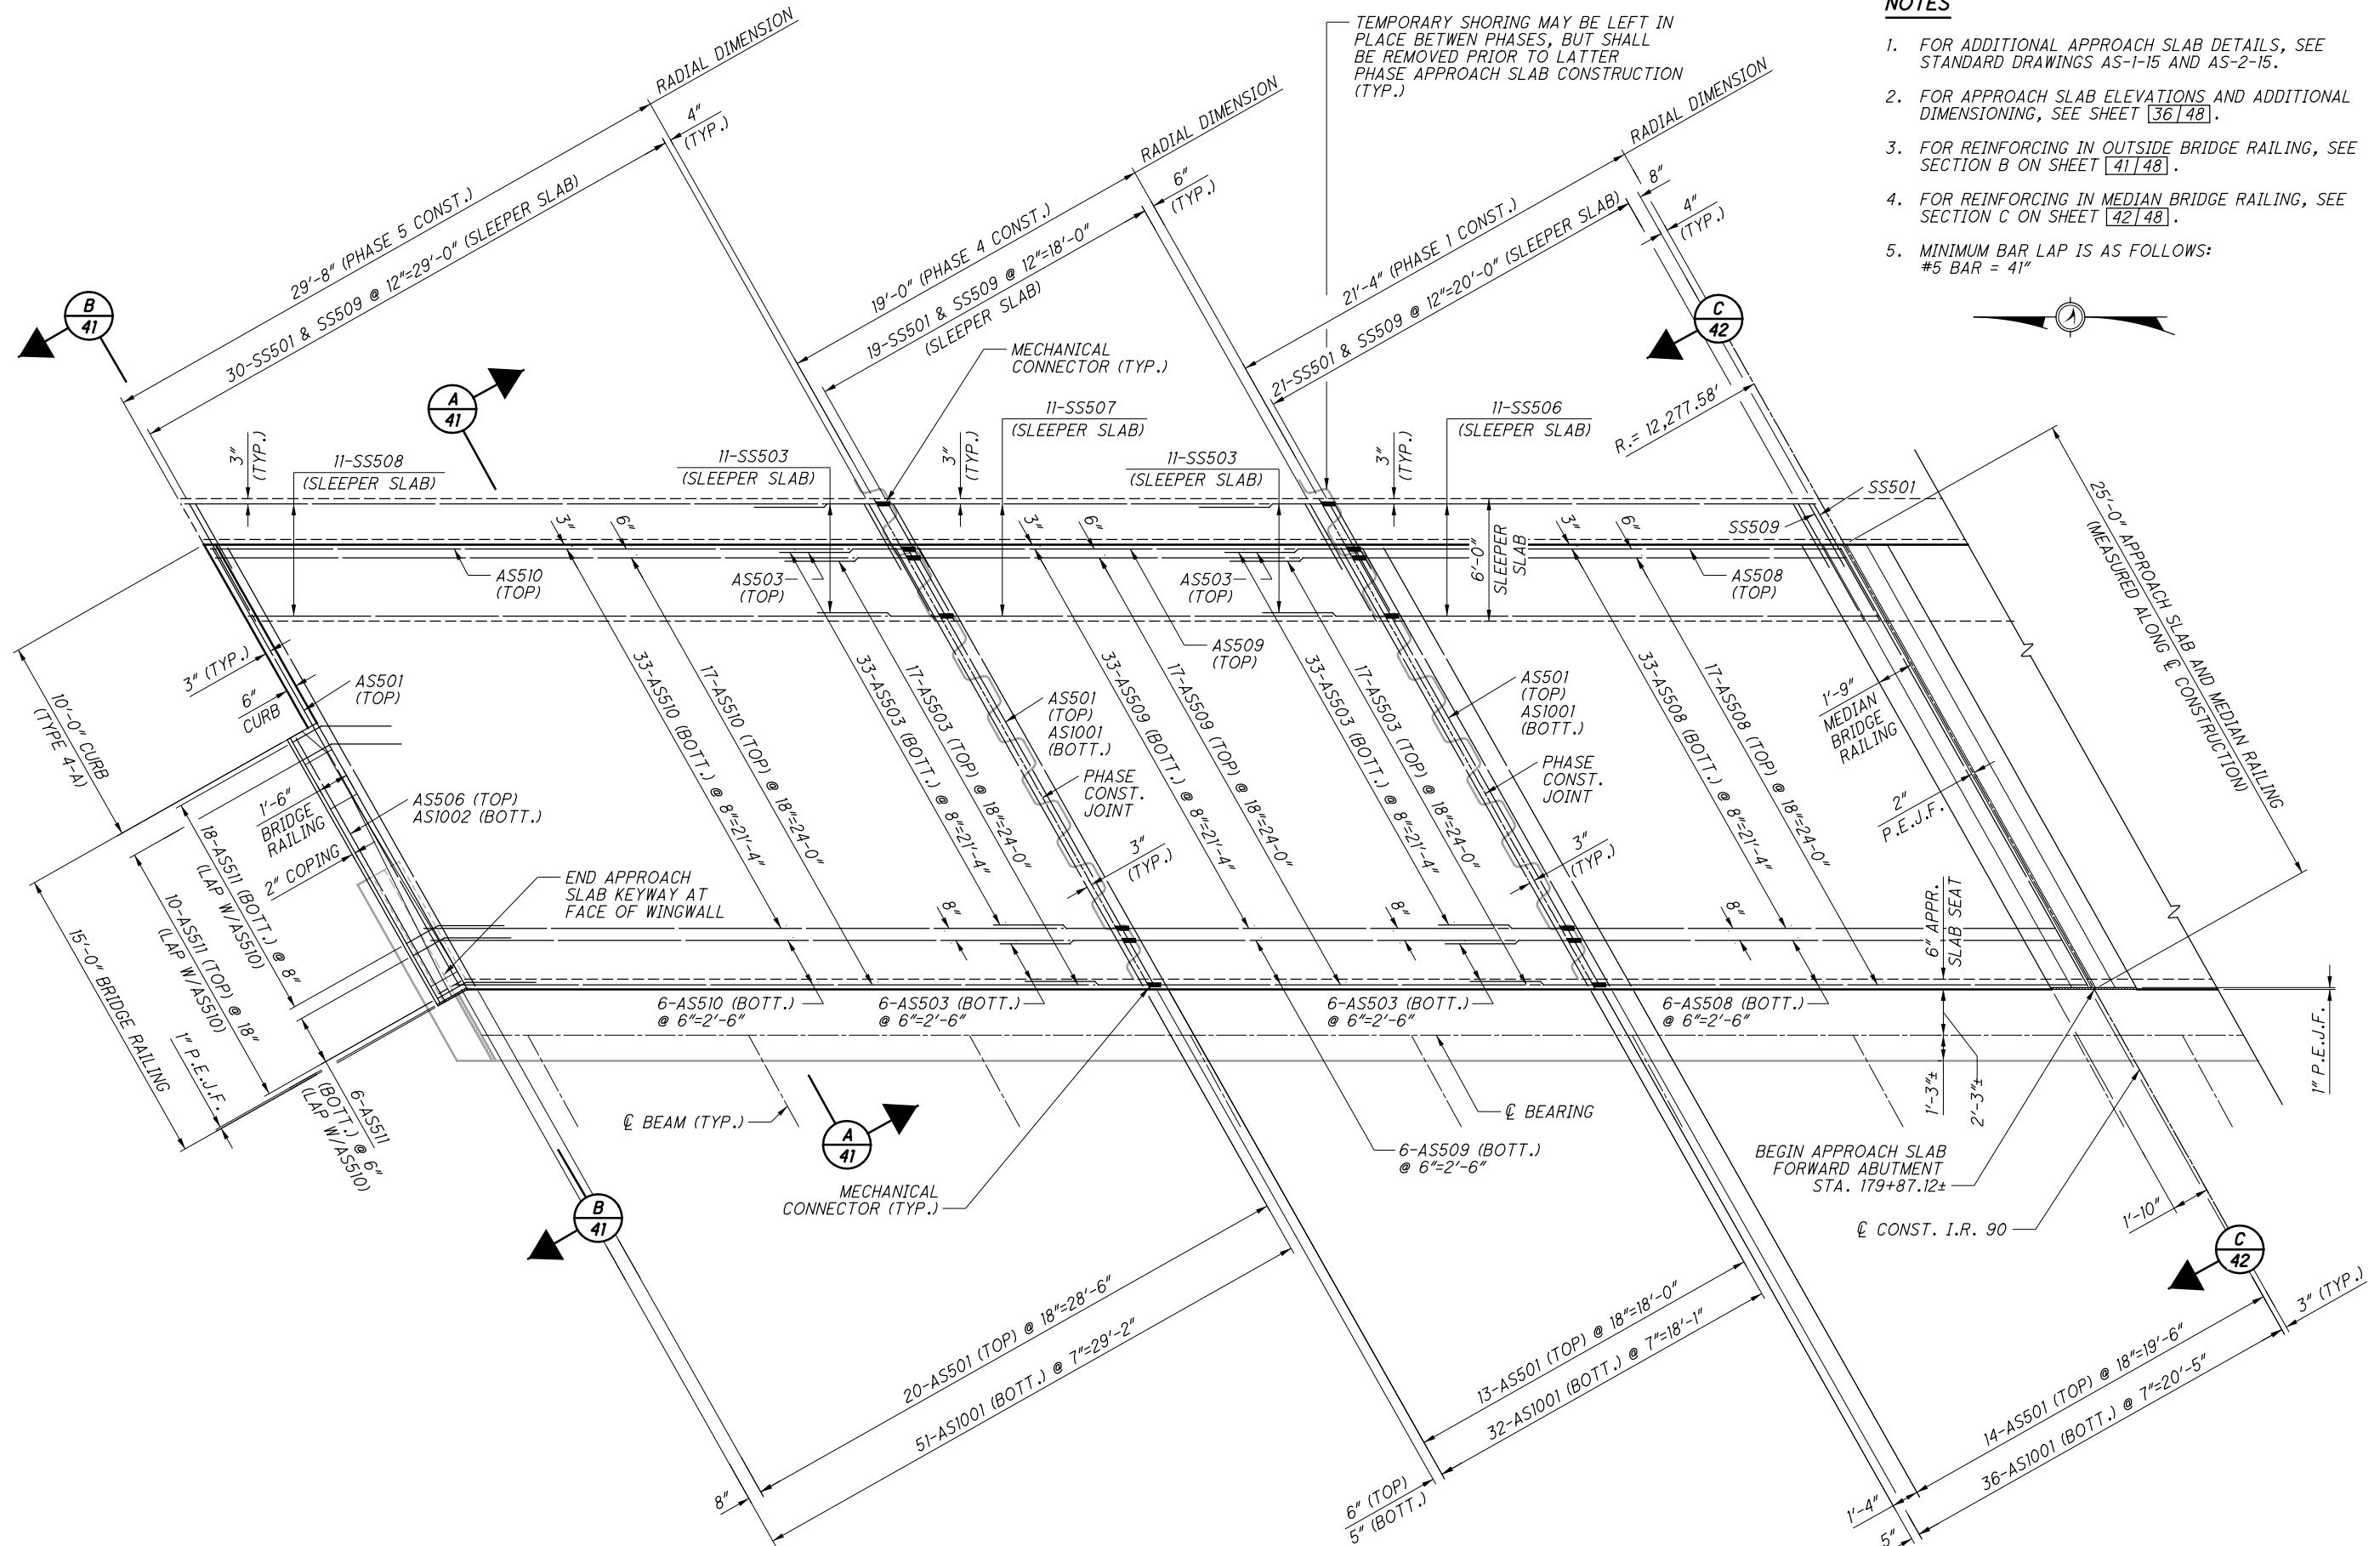 NOTES
1. FOR ADDITIONAL APPROACH SLAB DETAILS, SEE
STANDARD DRAWINGS AS-1-15 AND AS-2-15.
2. FOR APPROACH SLAB ELEVATIONS AND ADDITIONAL
DIMENSIONING, SEE SHEET 36/48.
3. FOR REINFORCING IN OUTSIDE BRIDGE RAILING, SEE
SECTION B ON SHEET 41/48.
4. FOR REINFORCING IN MEDIAN BRIDGE RAILING, SEE
SECTION C ON SHEET 42/48.
5. MINIMUM BAR LAP IS AS FOLLOWS:
#5 BAR = 41"
TEMPORARY SHORING MAY BE LEFT IN
PLACE BETWEN PHASES, BUT SHALL
BE REMOVED PRIOR TO LATTER
PHASE APPROACH SLAB CONSTRUCTION
(TYP.)
RADIAL DIMENSION
4"
(TYP.)
29'-8" (PHASE 5 CONST.)
30-SS501 & SS509 @ 12"=29'-0" (SLEEPER SLAB)
RADIAL DIMENSION
6"
(TYP.)
19'-0" (PHASE 4 CONST.)
19-SS501 & SS509 @ 12"=18'-0"
(SLEEPER SLAB)
RADIAL DIMENSION
8"
4"
(TYP.)
21'-4" (PHASE 1 CONST.)
21-SS501 & SS509 @ 12"=20'-0" (SLEEPER SLAB)
B
41
A
41
C
42
MECHANICAL
CONNECTOR (TYP.)
R.= 12,277.58'
3"
(TYP.)
11-SS508
(SLEEPER SLAB)
11-SS503
(SLEEPER SLAB)
3"
(TYP.)
11-SS507
(SLEEPER SLAB)
11-SS503
(SLEEPER SLAB)
3"
(TYP.)
11-SS506
(SLEEPER SLAB)
SS501
SS509
25'-0" APPROACH SLAB AND MEDIAN RAILING
(MEASURED ALONG ℄ CONSTRUCTION)
3"
6"
3"
6"
3"
6"
6'-0"
SLEEPER
SLAB
AS510
(TOP)
AS503
(TOP)
AS509
(TOP)
AS503
(TOP)
AS508
(TOP)
33-AS510 (BOTT.) @ 8"=21'-4"
17-AS510 (TOP) @ 18"=24'-0"
33-AS503 (BOTT.) @ 8"=21'-4"
17-AS503 (TOP) @ 18"=24'-0"
33-AS509 (BOTT.) @ 8"=21'-4"
17-AS509 (TOP) @ 18"=24'-0"
33-AS503 (BOTT.) @ 8"=21'-4"
17-AS503 (TOP) @ 18"=24'-0"
33-AS508 (BOTT.) @ 8"=21'-4"
17-AS508 (TOP) @ 18"=24'-0"
3" (TYP.)
6"
CURB
AS501
(TOP)
10'-0" CURB
(TYPE 4-A)
AS501
(TOP)
AS1001
(BOTT.)
PHASE
CONST.
JOINT
AS501
(TOP)
AS1001
(BOTT.)
PHASE
CONST.
JOINT
1'-9"
MEDIAN
BRIDGE
RAILING
2"
P.E.J.F.
3"
(TYP.)
3"
(TYP.)
1'-6"
BRIDGE
RAILING
2" COPING
AS506 (TOP)
AS1002 (BOTT.)
END APPROACH
SLAB KEYWAY AT
FACE OF WINGWALL
18-AS511 (BOTT.) @ 8"
(LAP W/AS510)
10-AS511 (TOP) @ 18"
(LAP W/AS510)
15'-0" BRIDGE RAILING
1" P.E.J.F.
6-AS511
(BOTT.) @ 6"
(LAP W/AS510)
8"
8"
8"
6" APPR.
SLAB SEAT
6-AS510 (BOTT.)
@ 6"=2'-6"
6-AS503 (BOTT.)
@ 6"=2'-6"
6-AS503 (BOTT.)
@ 6"=2'-6"
6-AS508 (BOTT.)
@ 6"=2'-6"
1'-3"±
2'-3"±
1" P.E.J.F.
℄ BEAM (TYP.)
A
41
℄ BEARING
6-AS509 (BOTT.)
@ 6"=2'-6"
BEGIN APPROACH SLAB
FORWARD ABUTMENT
STA. 179+87.12±
℄ CONST. I.R. 90
MECHANICAL
CONNECTOR (TYP.)
B
41
1'-10"
C
42
3" (TYP.)
20-AS501 (TOP) @ 18"=28'-6"
51-AS1001 (BOTT.) @ 7"=29'-2"
8"
13-AS501 (TOP) @ 18"=18'-0"
32-AS1001 (BOTT.) @ 7"=18'-1"
6" (TOP)
5" (BOTT.)
14-AS501 (TOP) @ 18"=19'-6"
36-AS1001 (BOTT.) @ 7"=20'-5"
1'-4"
5"